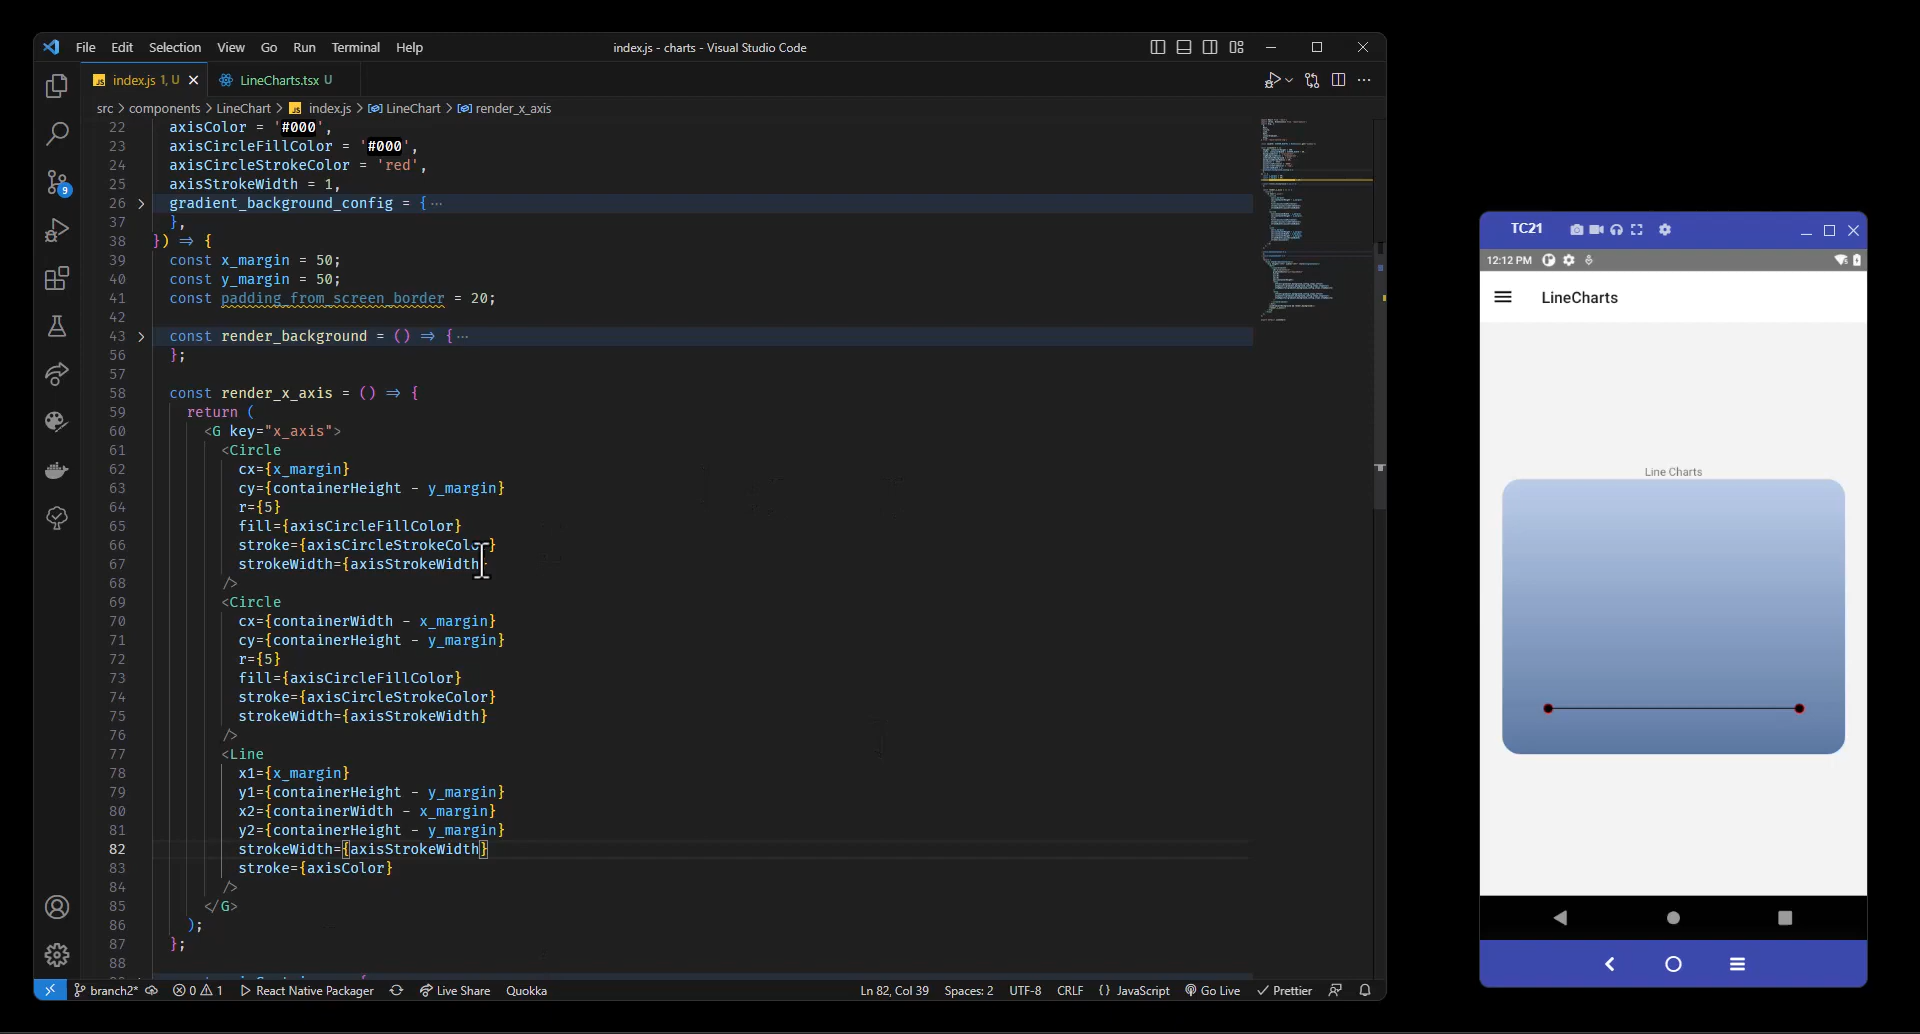 File Edit Selection View Go Run Terminal Help index.js - charts - Visual Studio Code
index.js 1, U LineCharts.tsx U
src > components > LineChart > index.js > LineChart > render_x_axis
22 axisColor = '#000',
23 axisCircleFillColor = '#000',
24 axisCircleStrokeColor = 'red',
25 axisStrokeWidth = 1,
26 gradient_background_config = { ...
37 },
38 }) => {
39 const x_margin = 50;
40 const y_margin = 50;
41 const padding_from_screen_border = 20;
42
43 const render_background = () => { ...
56 };
57
58 const render_x_axis = () => {
59 return (
60 <G key="x_axis">
61 <Circle
62 cx={x_margin}
63 cy={containerHeight - y_margin}
64 r={5}
65 fill={axisCircleFillColor}
66 stroke={axisCircleStrokeColor}
67 strokeWidth={axisStrokeWidth}
68 />
69 <Circle
70 cx={containerWidth - x_margin}
71 cy={containerHeight - y_margin}
72 r={5}
73 fill={axisCircleFillColor}
74 stroke={axisCircleStrokeColor}
75 strokeWidth={axisStrokeWidth}
76 />
77 <Line
78 x1={x_margin}
79 y1={containerHeight - y_margin}
80 x2={containerWidth - x_margin}
81 y2={containerHeight - y_margin}
82 strokeWidth={axisStrokeWidth}
83 stroke={axisColor}
84 />
85 </G>
86 );
87 };
88
9
branch2* 0 1 React Native Packager Live Share Quokka Ln 82, Col 39 Spaces: 2 UTF-8 CRLF {} JavaScript Go Live Prettier
TC21
12:12 PM
LineCharts
Line Charts